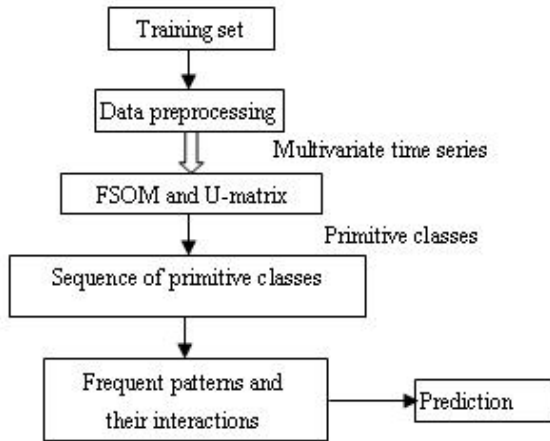 Training set
Data preprocessing
Multivariate time series
FSOM and U-matrix
Primitive classes
Sequence of primitive classes
Frequent patterns and
their interactions
Prediction